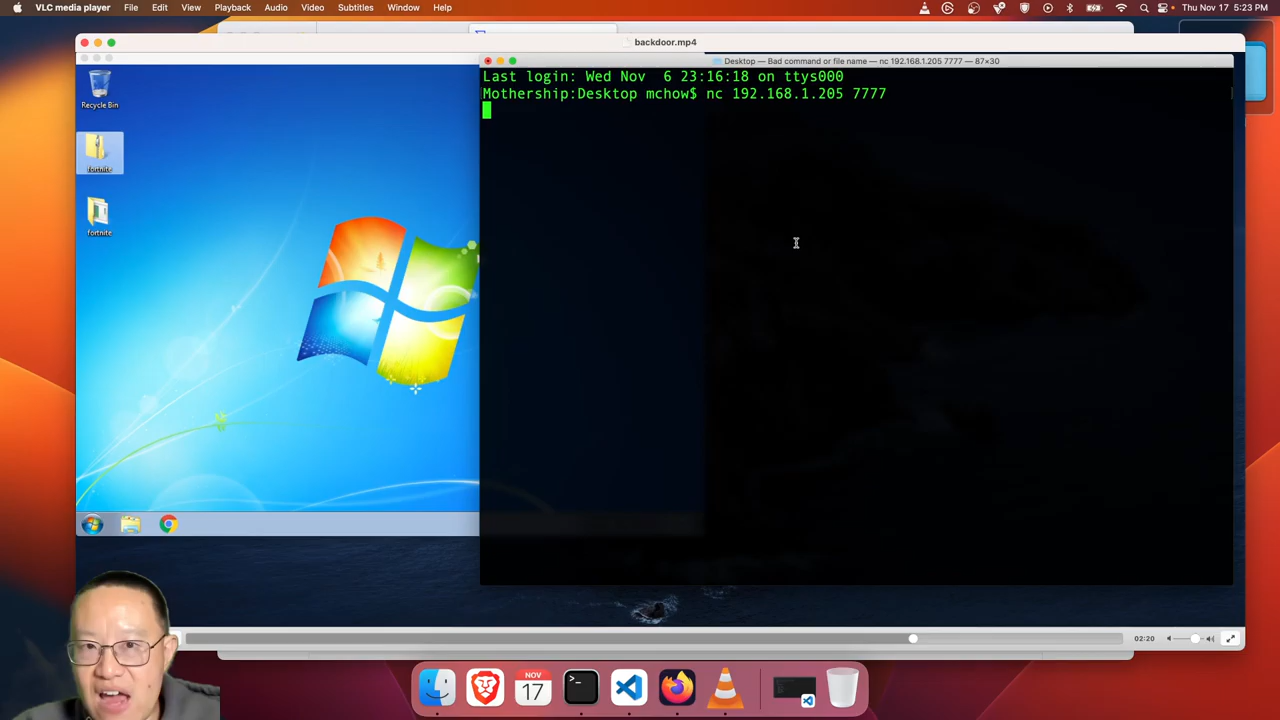 VLC media player File Edit View Playback Audio Video Subtitles Window Help Thu Nov 17 5:23 PM
backdoor.mp4
Desktop — Bad command or file name — nc 192.168.1.205 7777 — 87×30
Last login: Wed Nov  6 23:16:18 on ttys000
Mothership:Desktop mchow$ nc 192.168.1.205 7777
Recycle Bin
fortnite
fortnite
02:20
NOV
17